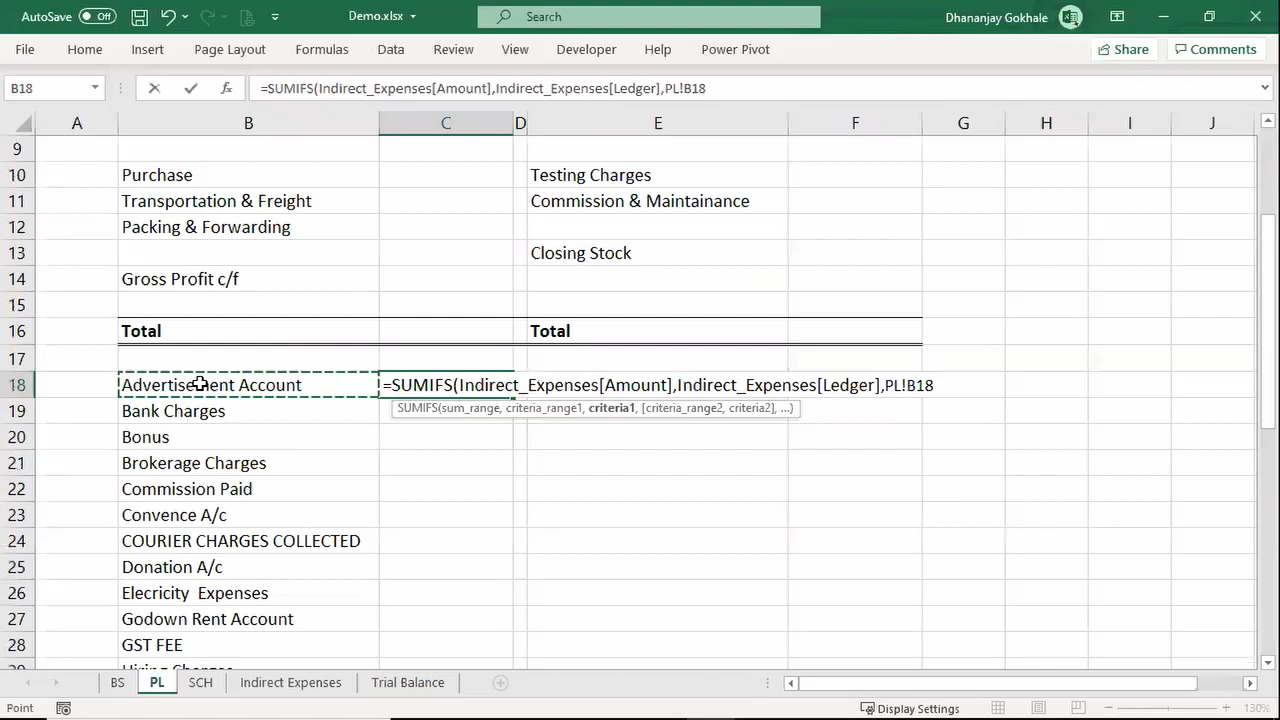 AutoSave Off Demo.xlsx Search Dhananjay Gokhale
File Home Insert Page Layout Formulas Data Review View Developer Help Power Pivot Share Comments
B18 fx =SUMIFS(Indirect_Expenses[Amount],Indirect_Expenses[Ledger],PL!B18
A B C D E F G H I J
9
10 Purchase Testing Charges
11 Transportation & Freight Commission & Maintainance
12 Packing & Forwarding
13 Closing Stock
14 Gross Profit c/f
15
16 Total Total
17
18 Advertisement Account =SUMIFS(Indirect_Expenses[Amount],Indirect_Expenses[Ledger],PL!B18
19 Bank Charges SUMIFS(sum_range, criteria_range1, criteria1, [criteria_range2, criteria2], ...)
20 Bonus
21 Brokerage Charges
22 Commission Paid
23 Convence A/c
24 COURIER CHARGES COLLECTED
25 Donation A/c
26 Elecricity  Expenses
27 Godown Rent Account
28 GST FEE
29 Hiring Charges
BS PL SCH Indirect Expenses Trial Balance
Point Display Settings 130%